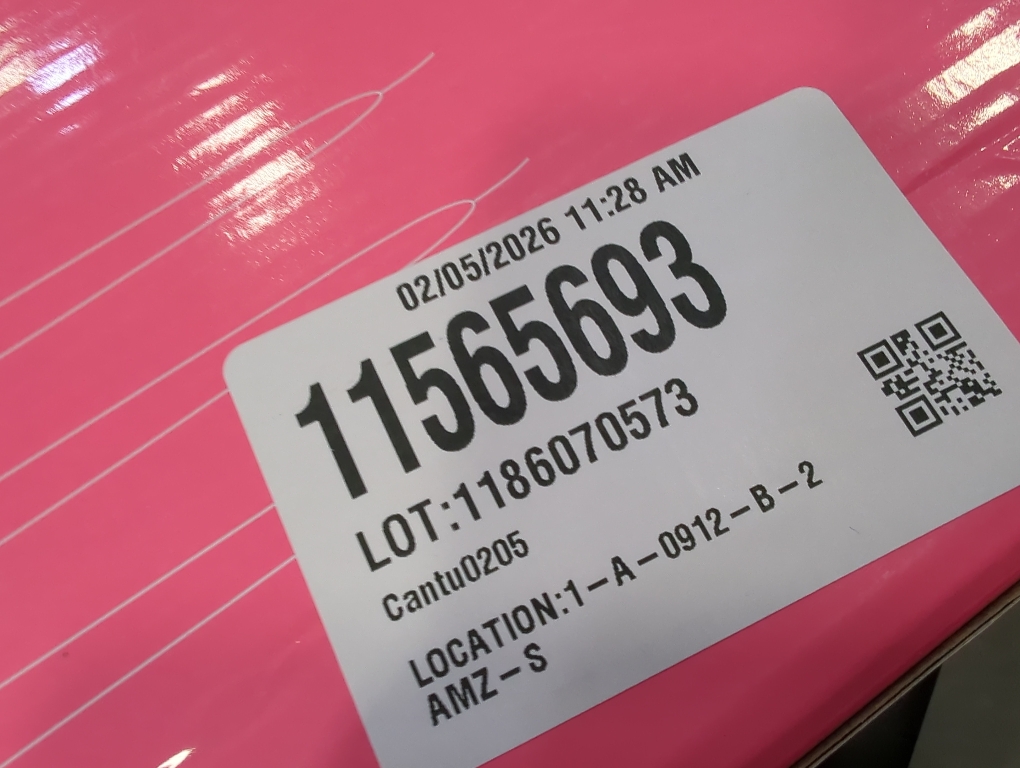 02/05/2026 11:28 AM
11565693
LOT:1186070573
Cantu0205
LOCATION:1-A-0912-B-2
AMZ-S